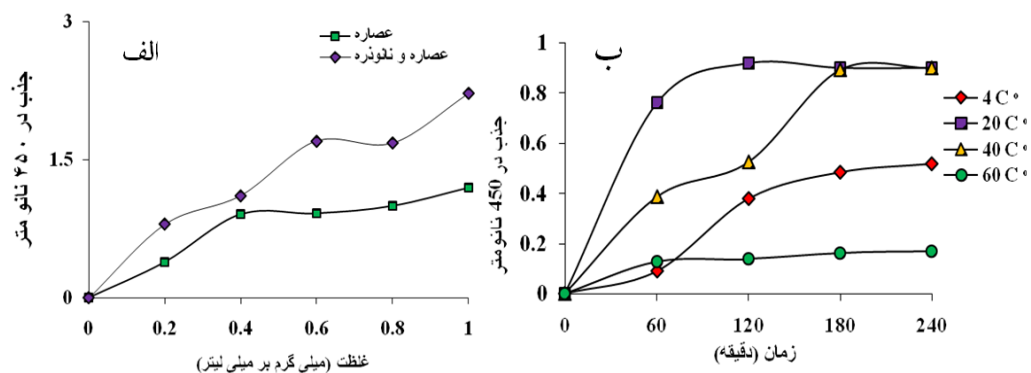 الف
عصاره
عصاره و نانوذره
جذب در ۴۵۰ نانو متر
3
1.5
0
0
0.2
0.4
0.6
0.8
1
غلظت (میلی گرم بر میلی لیتر)
ب
جذب در 450 نانومتر
1
0.8
0.6
0.4
0.2
0
0
60
120
180
240
زمان (دقیقه)
4 C °
20 C °
40 C °
60 C °